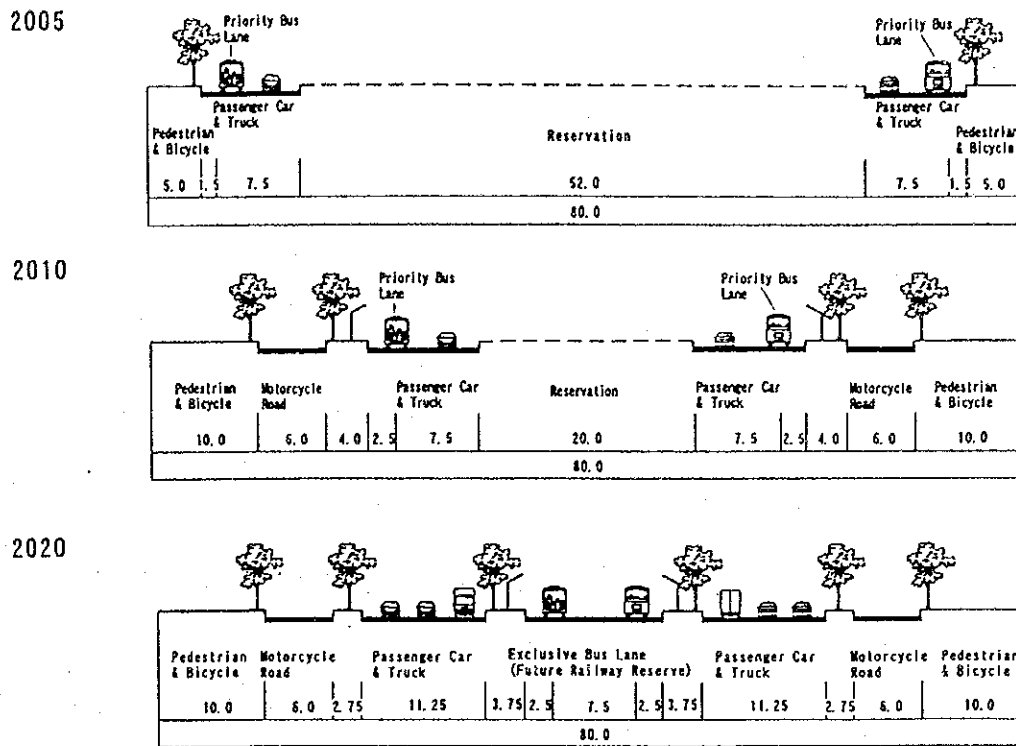 2005
Priority Bus
Lane
Priority Bus
Lane
Passenger Car
& Truck
Passenger Car
& Truck
Pedestrian
& Bicycle
Reservation
Pedestrian
& Bicycle
5.0 1.5 7.5 52.0 7.5 1.5 5.0
80.0
2010
Priority Bus
Lane
Priority Bus
Lane
Pedestrian
& Bicycle
Motorcycle
Road
Passenger Car
& Truck
Reservation
Passenger Car
& Truck
Motorcycle
Road
Pedestrian
& Bicycle
10.0 6.0 4.0 2.5 7.5 20.0 7.5 2.5 4.0 6.0 10.0
80.0
2020
Pedestrian
& Bicycle
Motorcycle
Road
Passenger Car
& Truck
Exclusive Bus Lane
(Future Railway Reserve)
Passenger Car
& Truck
Motorcycle
Road
Pedestrian
& Bicycle
10.0 6.0 2.75 11.25 3.75 2.5 7.5 2.5 3.75 11.25 2.75 6.0 10.0
80.0